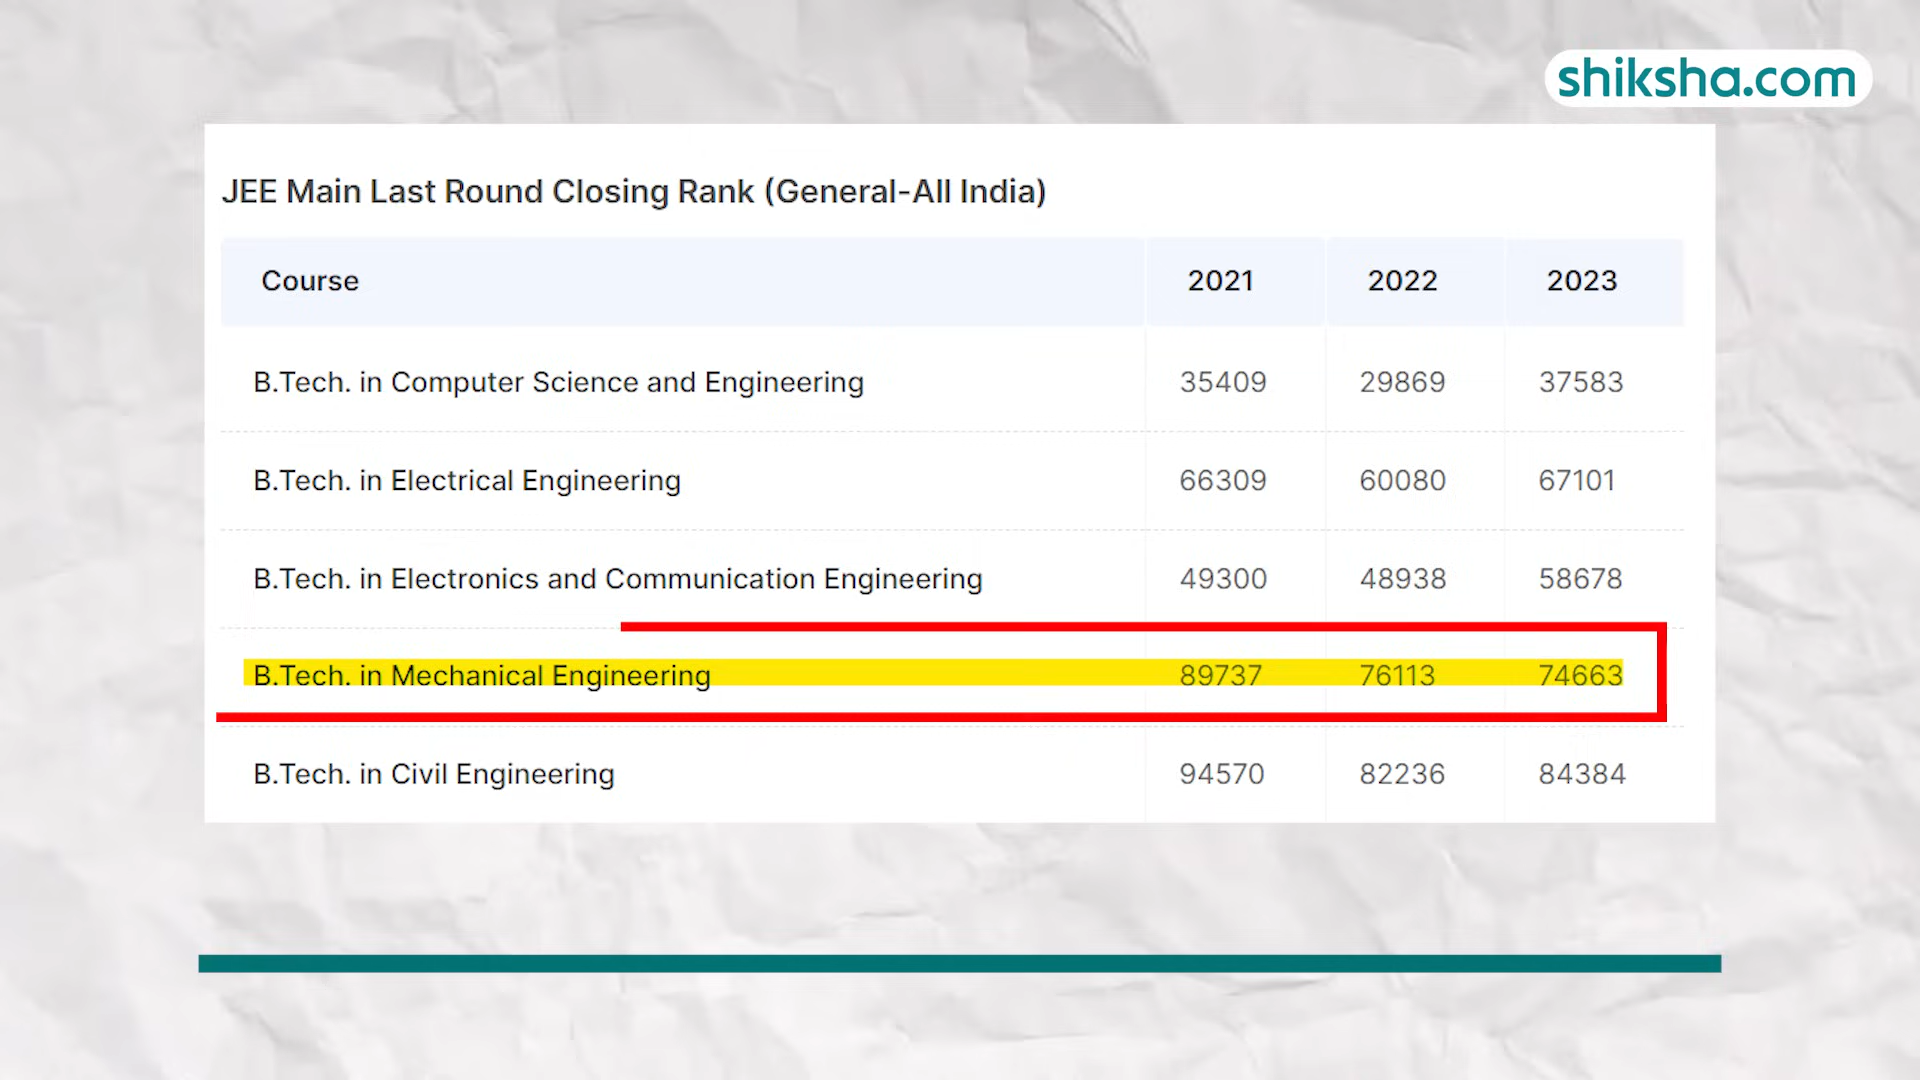 shiksha.com
JEE Main Last Round Closing Rank (General-All India)
Course 2021 2022 2023
B.Tech. in Computer Science and Engineering 35409 29869 37583
B.Tech. in Electrical Engineering 66309 60080 67101
B.Tech. in Electronics and Communication Engineering 49300 48938 58678
B.Tech. in Mechanical Engineering 89737 76113 74663
B.Tech. in Civil Engineering 94570 82236 84384